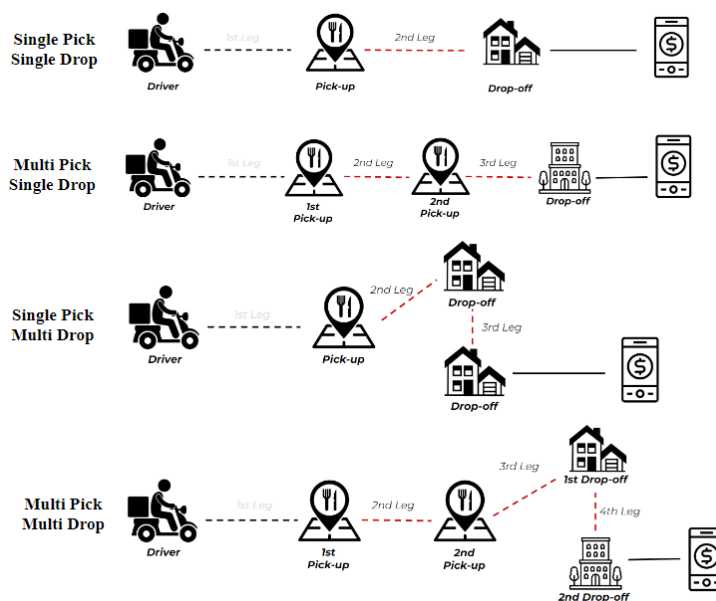 Single Pick
Single Drop
1st Leg
2nd Leg
Driver
Pick-up
Drop-off
$
Multi Pick
Single Drop
1st Leg
2nd Leg
3rd Leg
Driver
1st
Pick-up
2nd
Pick-up
Drop-off
$
Single Pick
Multi Drop
1st Leg
2nd Leg
Drop-off
3rd Leg
Driver
Pick-up
Drop-off
$
Multi Pick
Multi Drop
1st Leg
2nd Leg
3rd Leg
1st Drop-off
4th Leg
Driver
1st
Pick-up
2nd
Pick-up
2nd Drop-off
$